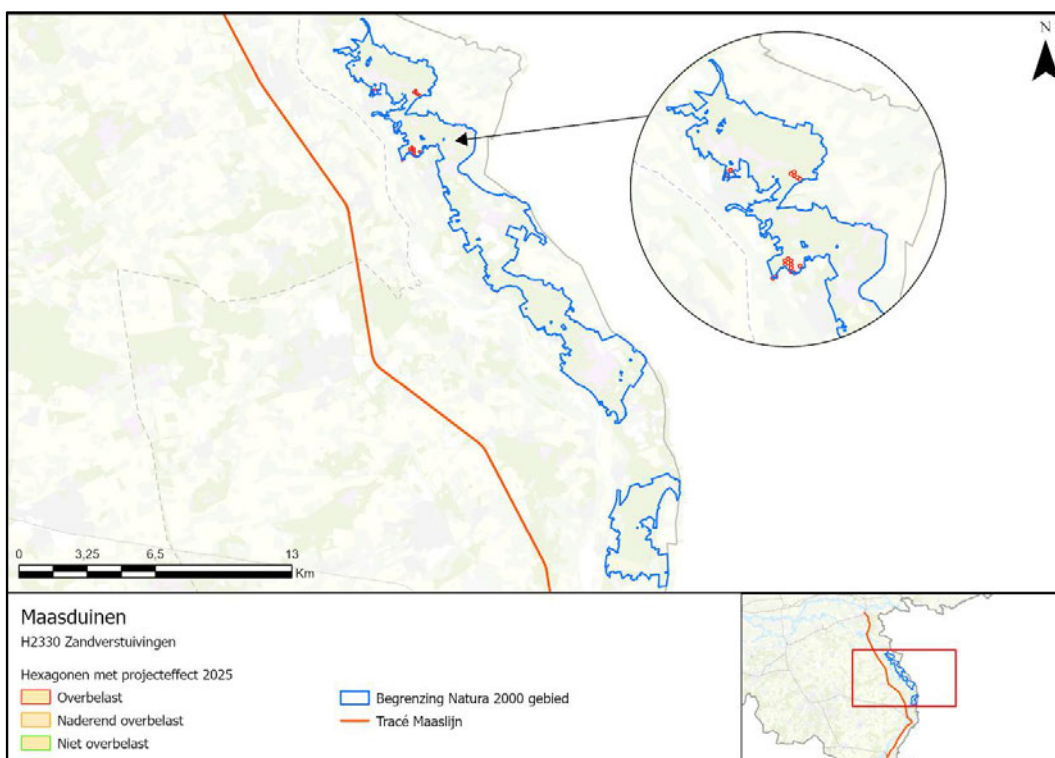 N
0 3,25 6,5 13
Km
Maasduinen
H2330 Zandverstuivingen
Hexagonen met projecteffect 2025
Overbelast
Naderend overbelast
Niet overbelast
Begrenzing Natura 2000 gebied
Tracé Maaslijn